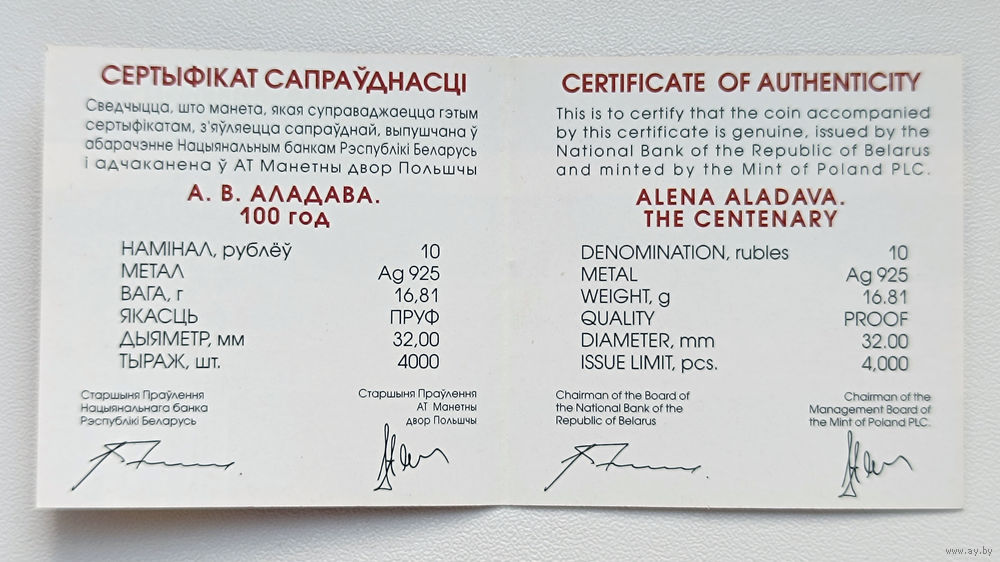 СЕРТЫФІКАТ САПРАЎДНАСЦІ
Сведчыцца, што манета, якая суправаджаецца гэтым
сертыфікатам, з'яўляецца сапраўднай, выпушчана ў
абарачэнне Нацыянальным банкам Рэспублікі Беларусь
і адчаканена ў АТ Манетны двор Польшчы
А. В. АЛАДАВА.
100 год
НАМІНАЛ, рублёў 10
МЕТАЛ Ag 925
ВАГА, г 16,81
ЯКАСЦЬ ПРУФ
ДЫЯМЕТР, мм 32,00
ТЫРАЖ, шт. 4000
Старшыня Праўлення
Нацыянальнага банка
Рэспублікі Беларусь
Старшыня Праўлення
АТ Манетны
двор Польшчы
CERTIFICATE OF AUTHENTICITY
This is to certify that the coin accompanied
by this certificate is genuine, issued by the
National Bank of the Republic of Belarus
and minted by the Mint of Poland PLC.
ALENA ALADAVA.
THE CENTENARY
DENOMINATION, rubles 10
METAL Ag 925
WEIGHT, g 16.81
QUALITY PROOF
DIAMETER, mm 32.00
ISSUE LIMIT, pcs. 4,000
Chairman of the Board of
the National Bank of the
Republic of Belarus
Chairman of the
Management Board of
the Mint of Poland PLC.
www.ay.by